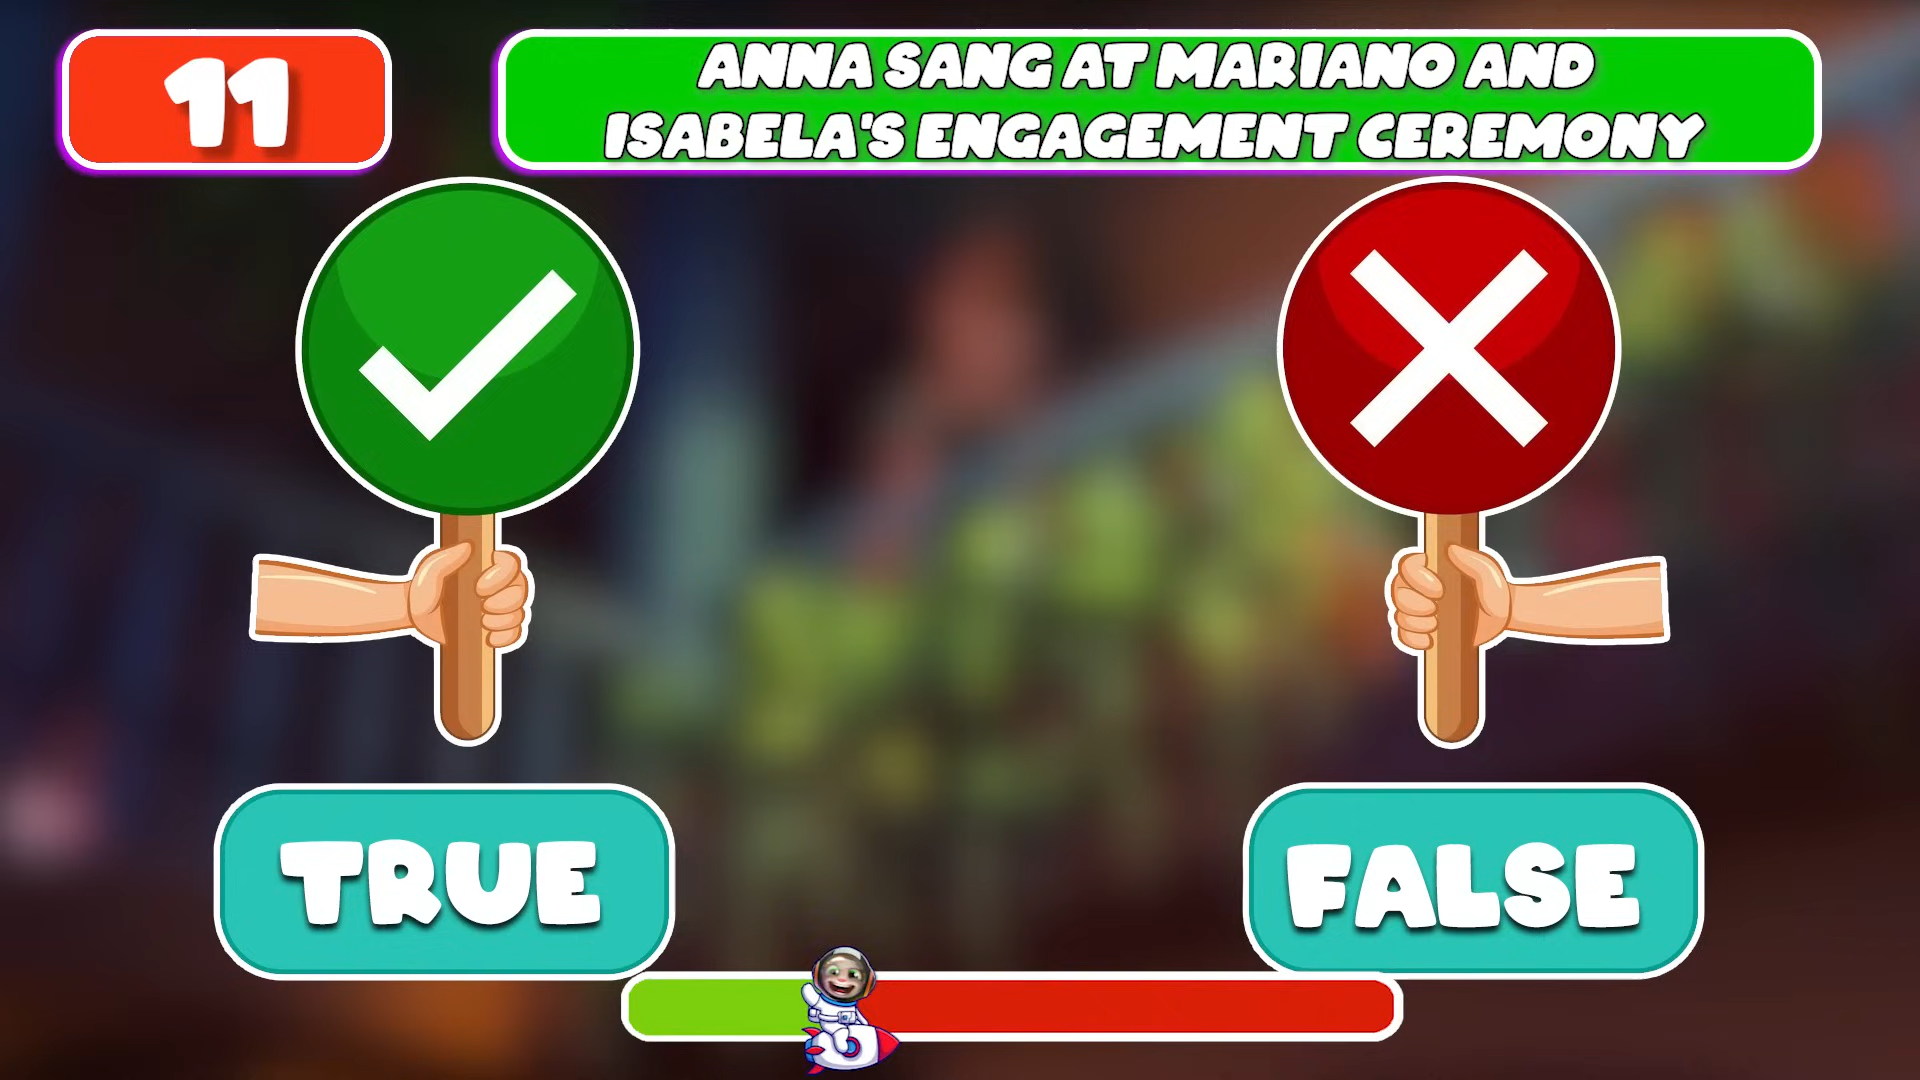 11
ANNA SANG AT MARIANO AND
ISABELA'S ENGAGEMENT CEREMONY
TRUE
FALSE